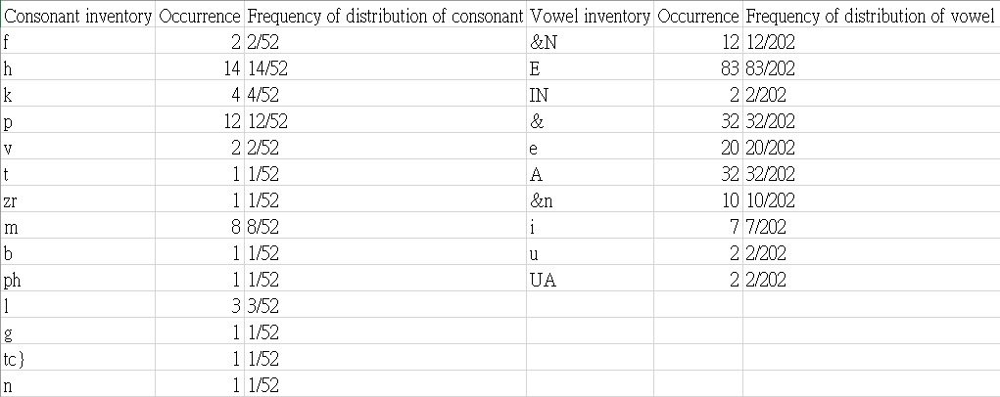 Consonant inventory Occurrence Frequency of distribution of consonant Vowel inventory Occurrence Frequency of distribution of vowel
f 2 2/52 &N 12 12/202
h 14 14/52 E 83 83/202
k 4 4/52 IN 2 2/202
p 12 12/52 & 32 32/202
v 2 2/52 e 20 20/202
t 1 1/52 A 32 32/202
zr 1 1/52 &n 10 10/202
m 8 8/52 i 7 7/202
b 1 1/52 u 2 2/202
ph 1 1/52 UA 2 2/202
l 3 3/52
g 1 1/52
tc} 1 1/52
n 1 1/52